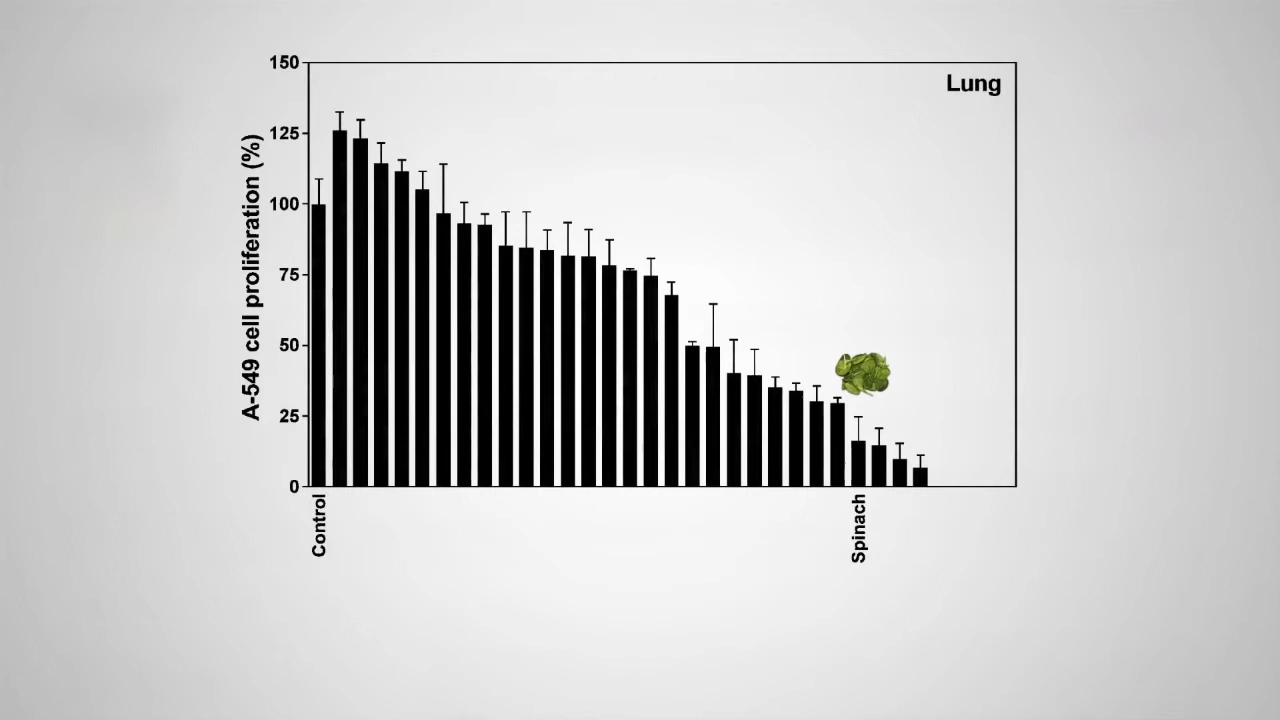 Lung
A-549 cell proliferation (%)
150
125
100
75
50
25
0
Control
Spinach